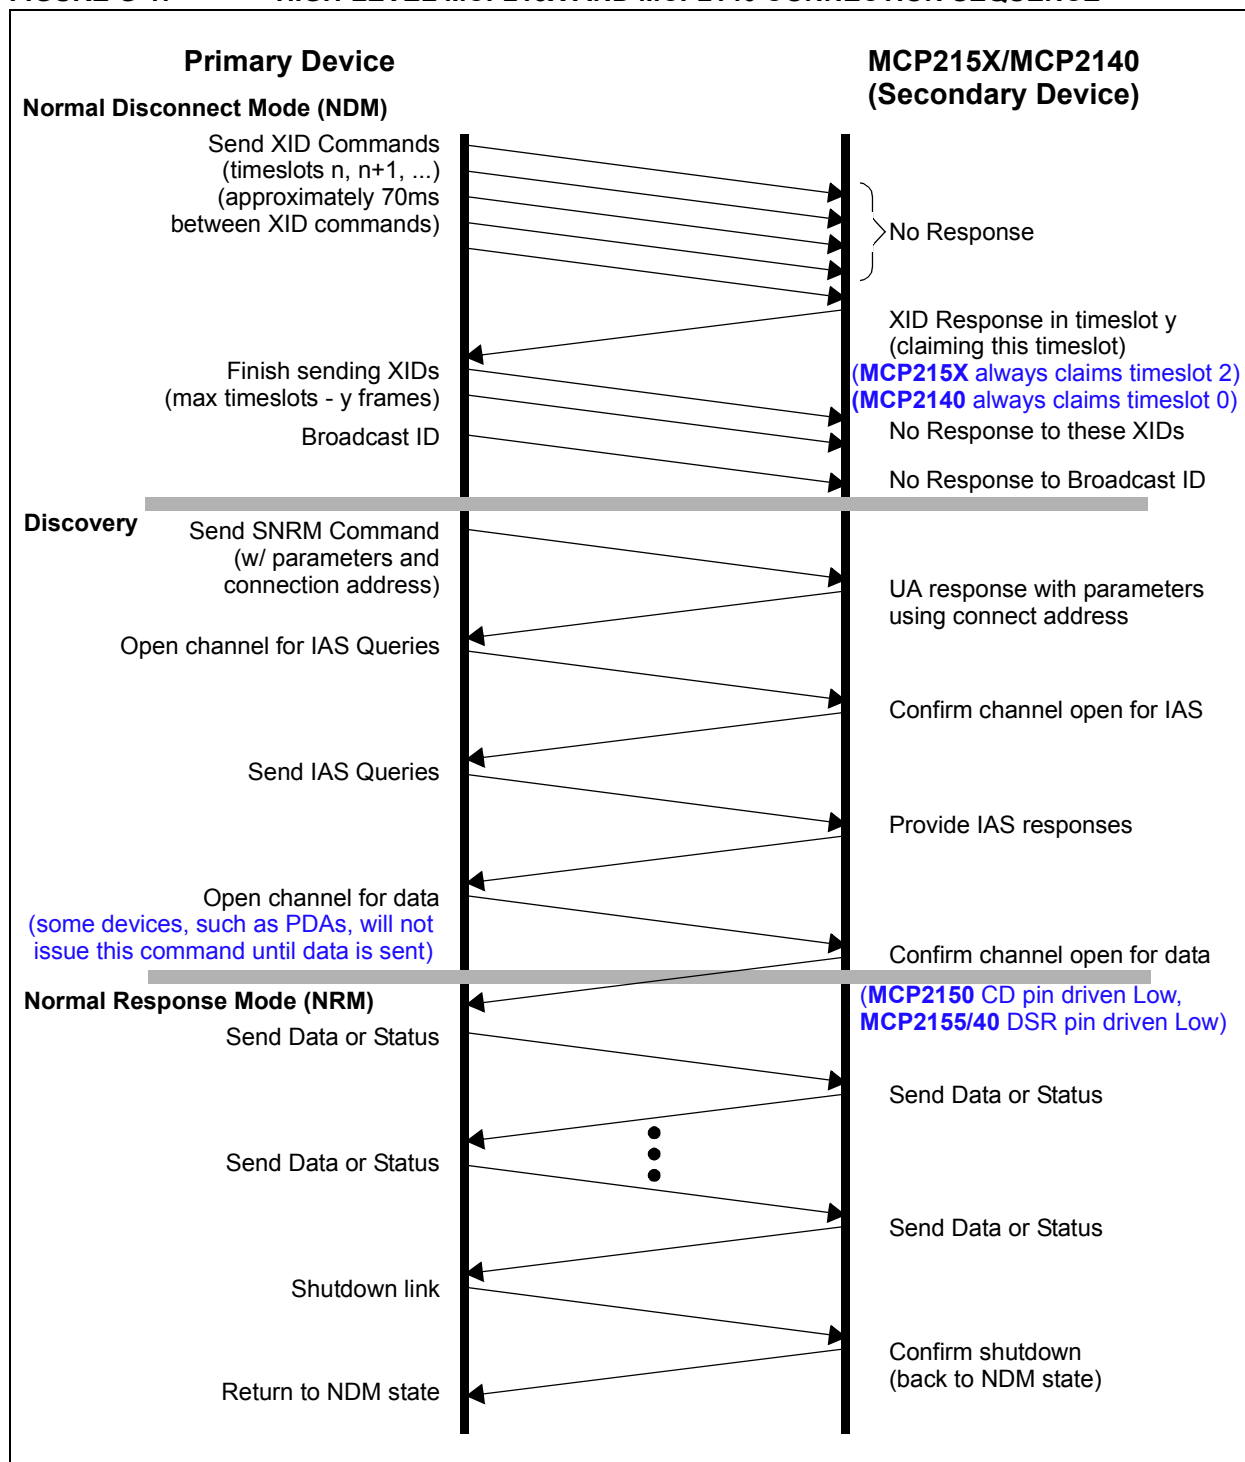 Primary Device
MCP215X/MCP2140
(Secondary Device)
Normal Disconnect Mode (NDM)
Send XID Commands
(timeslots n, n+1, ...)
(approximately 70ms
between XID commands)
No Response
XID Response in timeslot y
(claiming this timeslot)
(MCP215X always claims timeslot 2)
(MCP2140 always claims timeslot 0)
Finish sending XIDs
(max timeslots - y frames)
No Response to these XIDs
Broadcast ID
No Response to Broadcast ID
Discovery
Send SNRM Command
(w/ parameters and
connection address)
UA response with parameters
using connect address
Open channel for IAS Queries
Confirm channel open for IAS
Send IAS Queries
Provide IAS responses
Open channel for data
(some devices, such as PDAs, will not
issue this command until data is sent)
Confirm channel open for data
(MCP2150 CD pin driven Low,
MCP2155/40 DSR pin driven Low)
Normal Response Mode (NRM)
Send Data or Status
Send Data or Status
Send Data or Status
Send Data or Status
Shutdown link
Confirm shutdown
(back to NDM state)
Return to NDM state